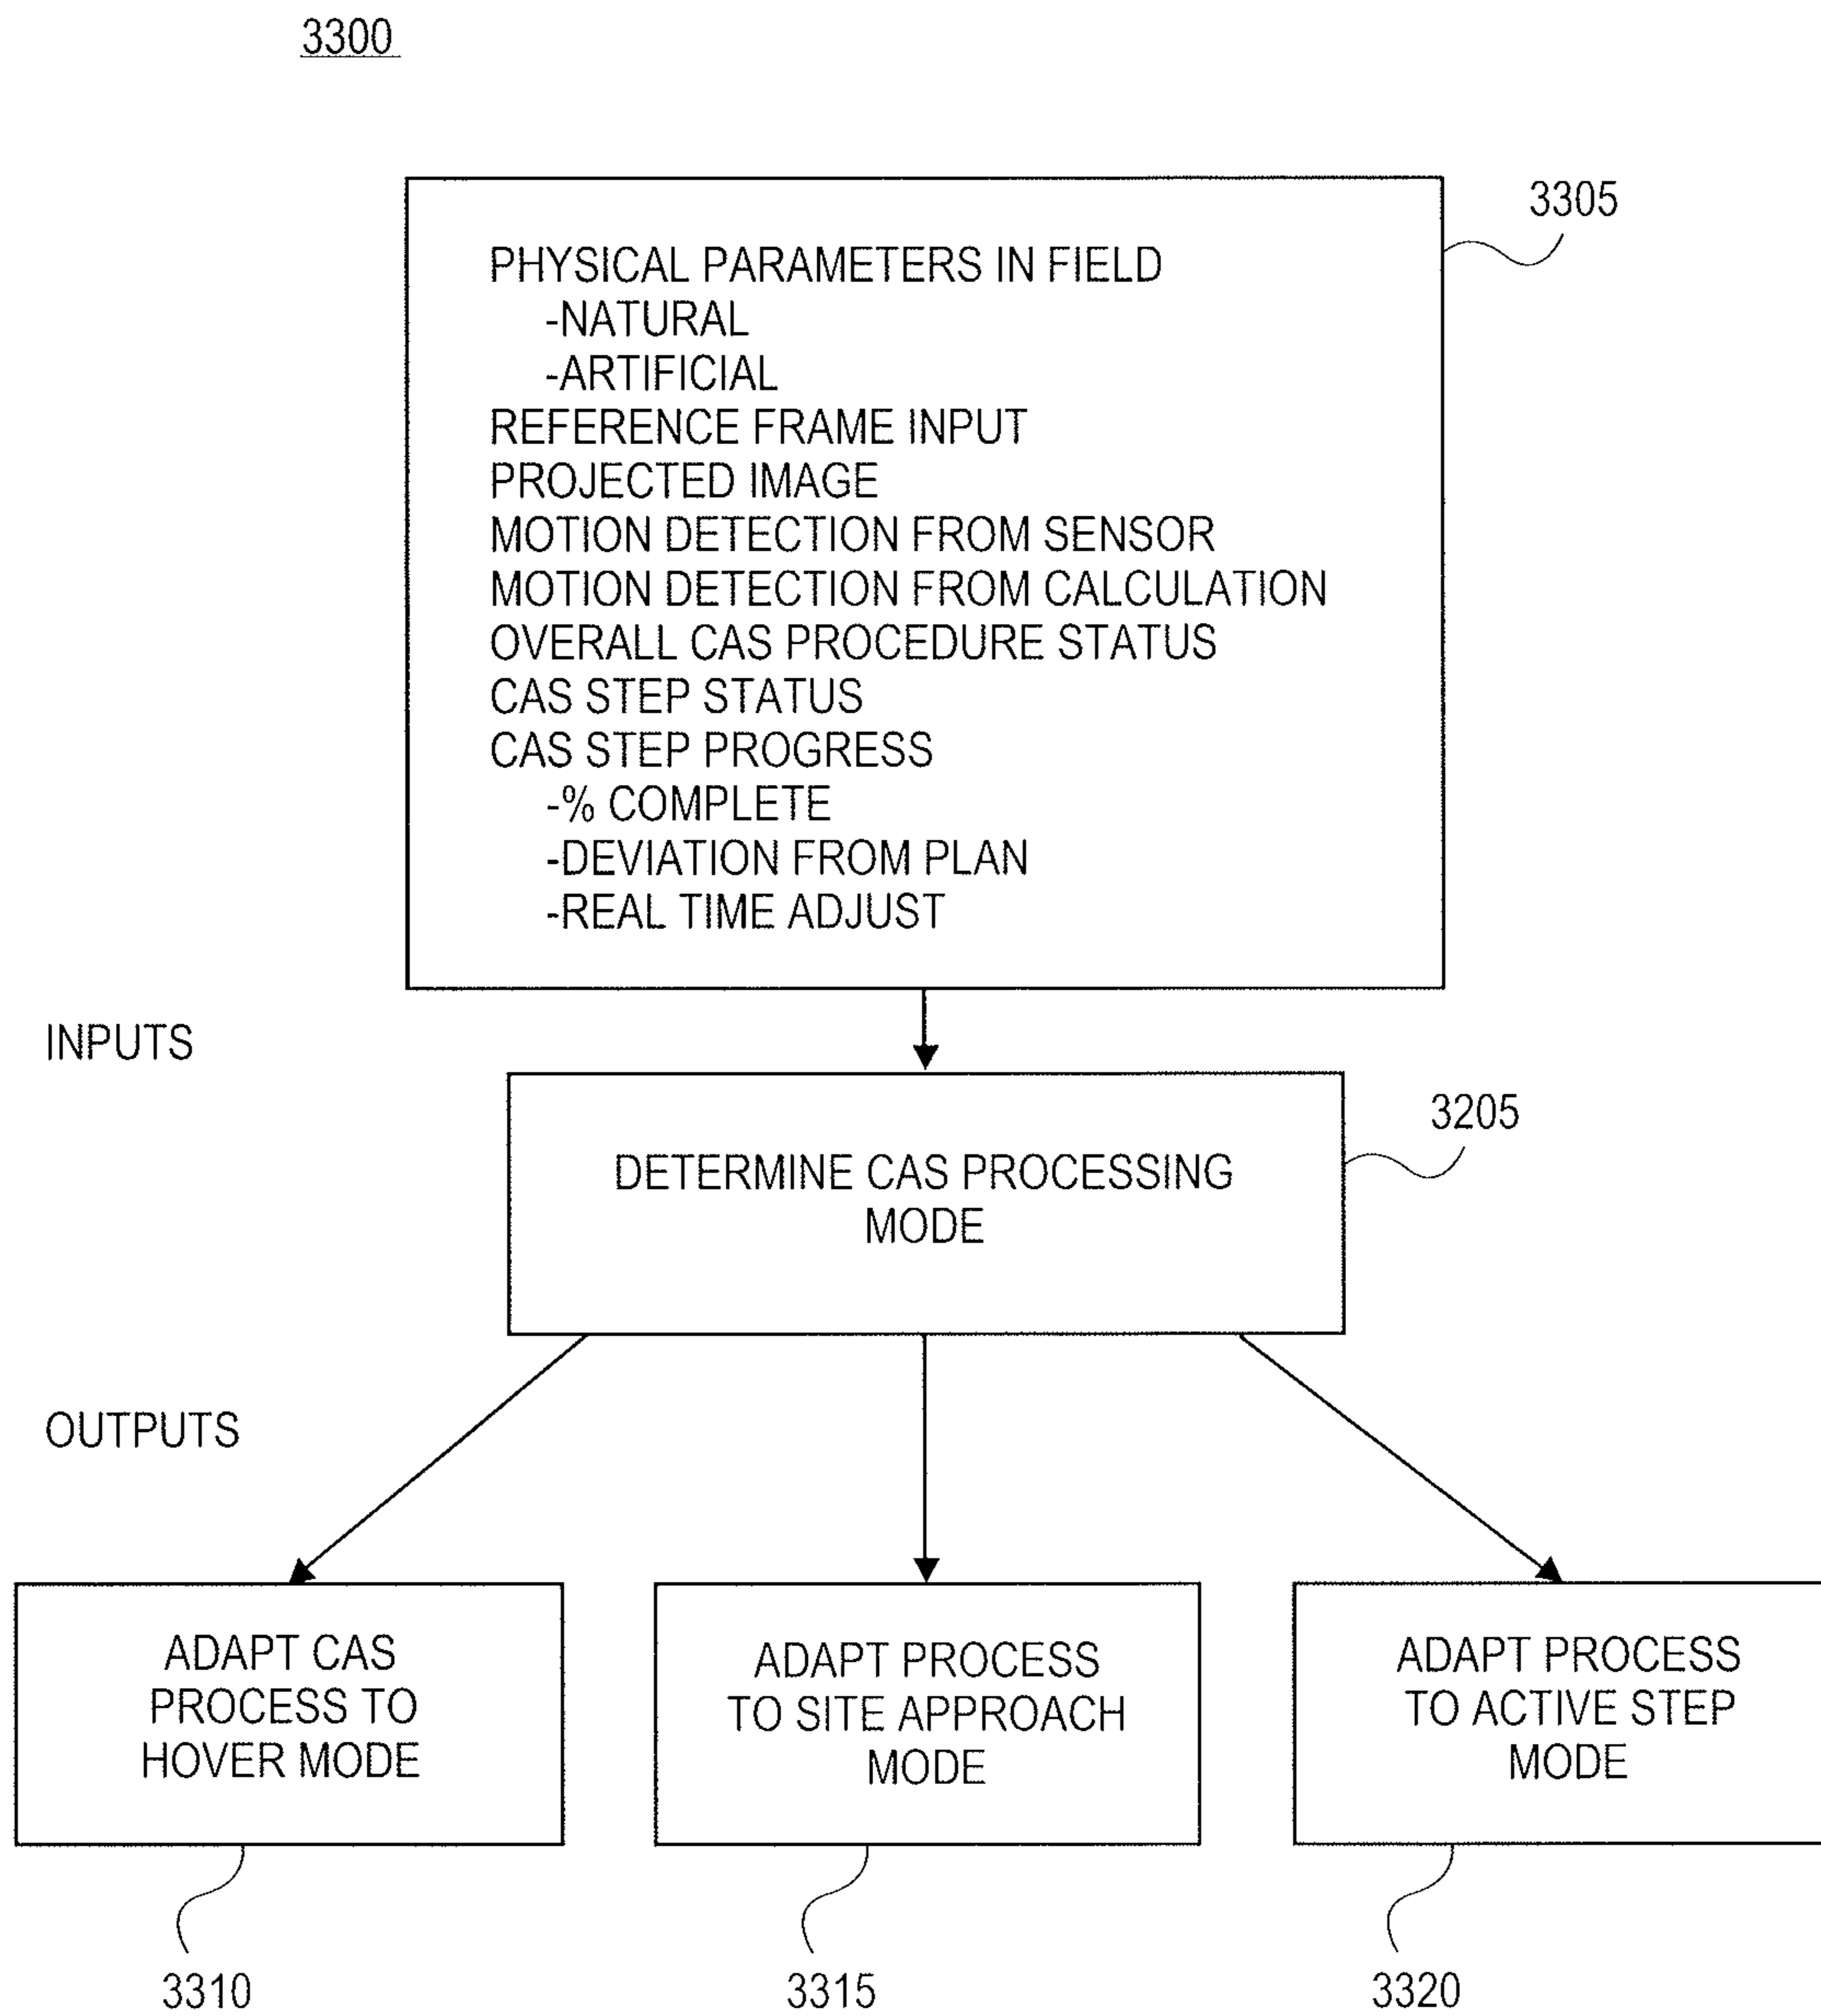 3300
3305
PHYSICAL PARAMETERS IN FIELD
-NATURAL
-ARTIFICIAL
REFERENCE FRAME INPUT
PROJECTED IMAGE
MOTION DETECTION FROM SENSOR
MOTION DETECTION FROM CALCULATION
OVERALL CAS PROCEDURE STATUS
CAS STEP STATUS
CAS STEP PROGRESS
-% COMPLETE
-DEVIATION FROM PLAN
-REAL TIME ADJUST
INPUTS
3205
DETERMINE CAS PROCESSING
MODE
OUTPUTS
ADAPT CAS
PROCESS TO
HOVER MODE
ADAPT PROCESS
TO SITE APPROACH
MODE
ADAPT PROCESS
TO ACTIVE STEP
MODE
3310
3315
3320